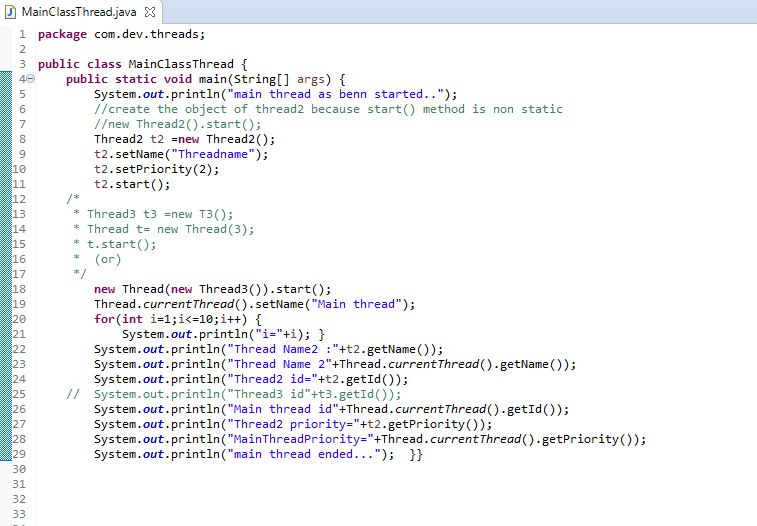 MainClassThread.java
1 package com.dev.threads;
2
3 public class MainClassThread {
4     public static void main(String[] args) {
5         System.out.println("main thread as benn started..");
6         //create the object of thread2 because start() method is non static
7         //new Thread2().start();
8         Thread2 t2 =new Thread2();
9         t2.setName("Threadname");
10         t2.setPriority(2);
11         t2.start();
12     /*
13      * Thread3 t3 =new T3();
14      * Thread t= new Thread(3);
15      * t.start();
16      *  (or)
17      */
18         new Thread(new Thread3()).start();
19         Thread.currentThread().setName("Main thread");
20         for(int i=1;i<=10;i++) {
21             System.out.println("i="+i); }
22         System.out.println("Thread Name2 :"+t2.getName());
23         System.out.println("Thread Name 2"+Thread.currentThread().getName());
24         System.out.println("Thread2 id="+t2.getId());
25     //  System.out.println("Thread3 id"+t3.getId());
26         System.out.println("Main thread id"+Thread.currentThread().getId());
27         System.out.println("Thread2 priority="+t2.getPriority());
28         System.out.println("MainThreadPriority="+Thread.currentThread().getPriority());
29         System.out.println("main thread ended...");  }}
30
31
32
33